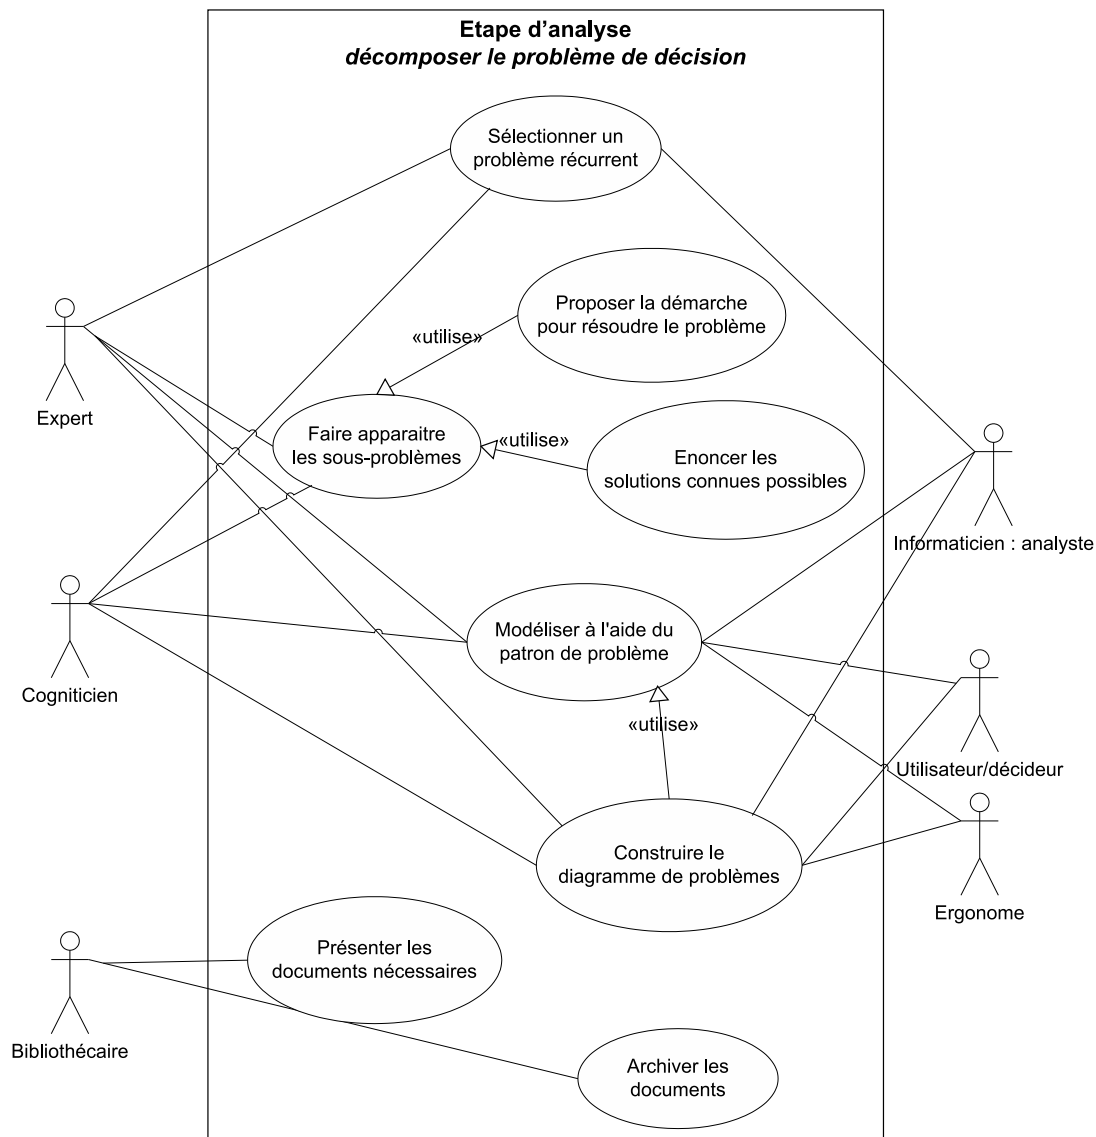 Etape d'analyse
décomposer le problème de décision
Sélectionner un
problème récurrent
Proposer la démarche
pour résoudre le problème
«utilise»
Expert
Faire apparaitre
les sous-problèmes
«utilise»
Enoncer les
solutions connues possibles
Informaticien : analyste
Cogniticien
Modéliser à l'aide du
patron de problème
«utilise»
Utilisateur/décideur
Construire le
diagramme de problèmes
Ergonome
Présenter les
documents nécessaires
Bibliothécaire
Archiver les
documents